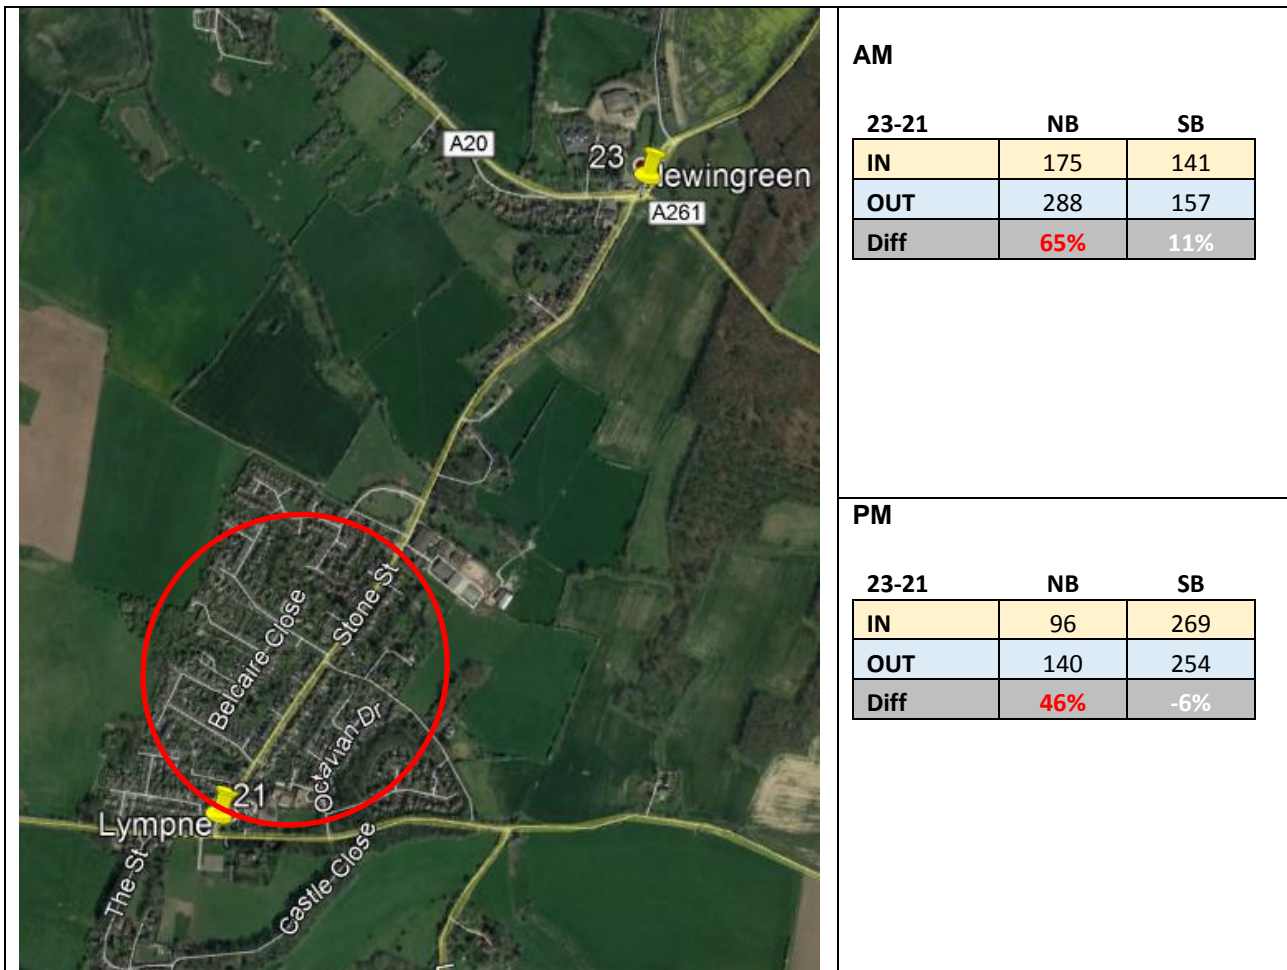 A20
23
Newingreen
A261
Stone St
Belcaire Close
Octavian Dr
21
Lympne
The St
Castle Close
AM
23-21 NB SB
IN 175 141
OUT 288 157
Diff 65% 11%
PM
23-21 NB SB
IN 96 269
OUT 140 254
Diff 46% -6%